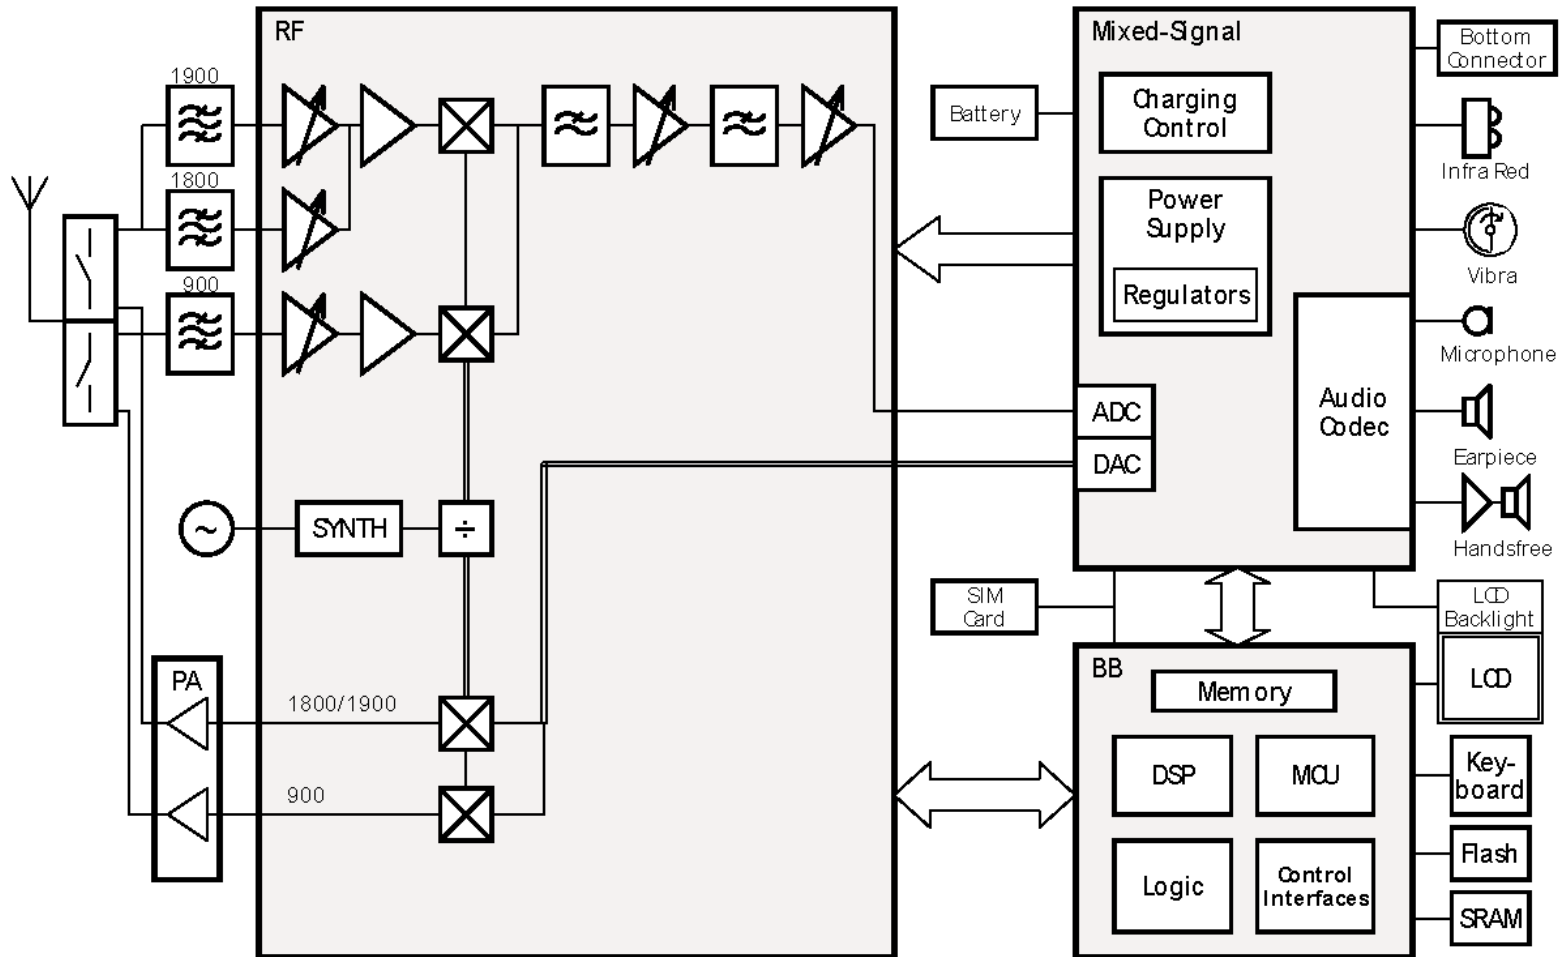 RF
1900
1800
900
SYNTH
÷
~
PA
1800/1900
900
Mixed-Signal
Charging
Control
Power
Supply
Regulators
ADC
DAC
Audio
Codec
Battery
SIM
Card
Bottom
Connector
Infra Red
Vibra
Microphone
Earpiece
Handsfree
LCD
Backlight
LCD
BB
Memory
DSP
MCU
Logic
Control
Interfaces
Key-
board
Flash
SRAM